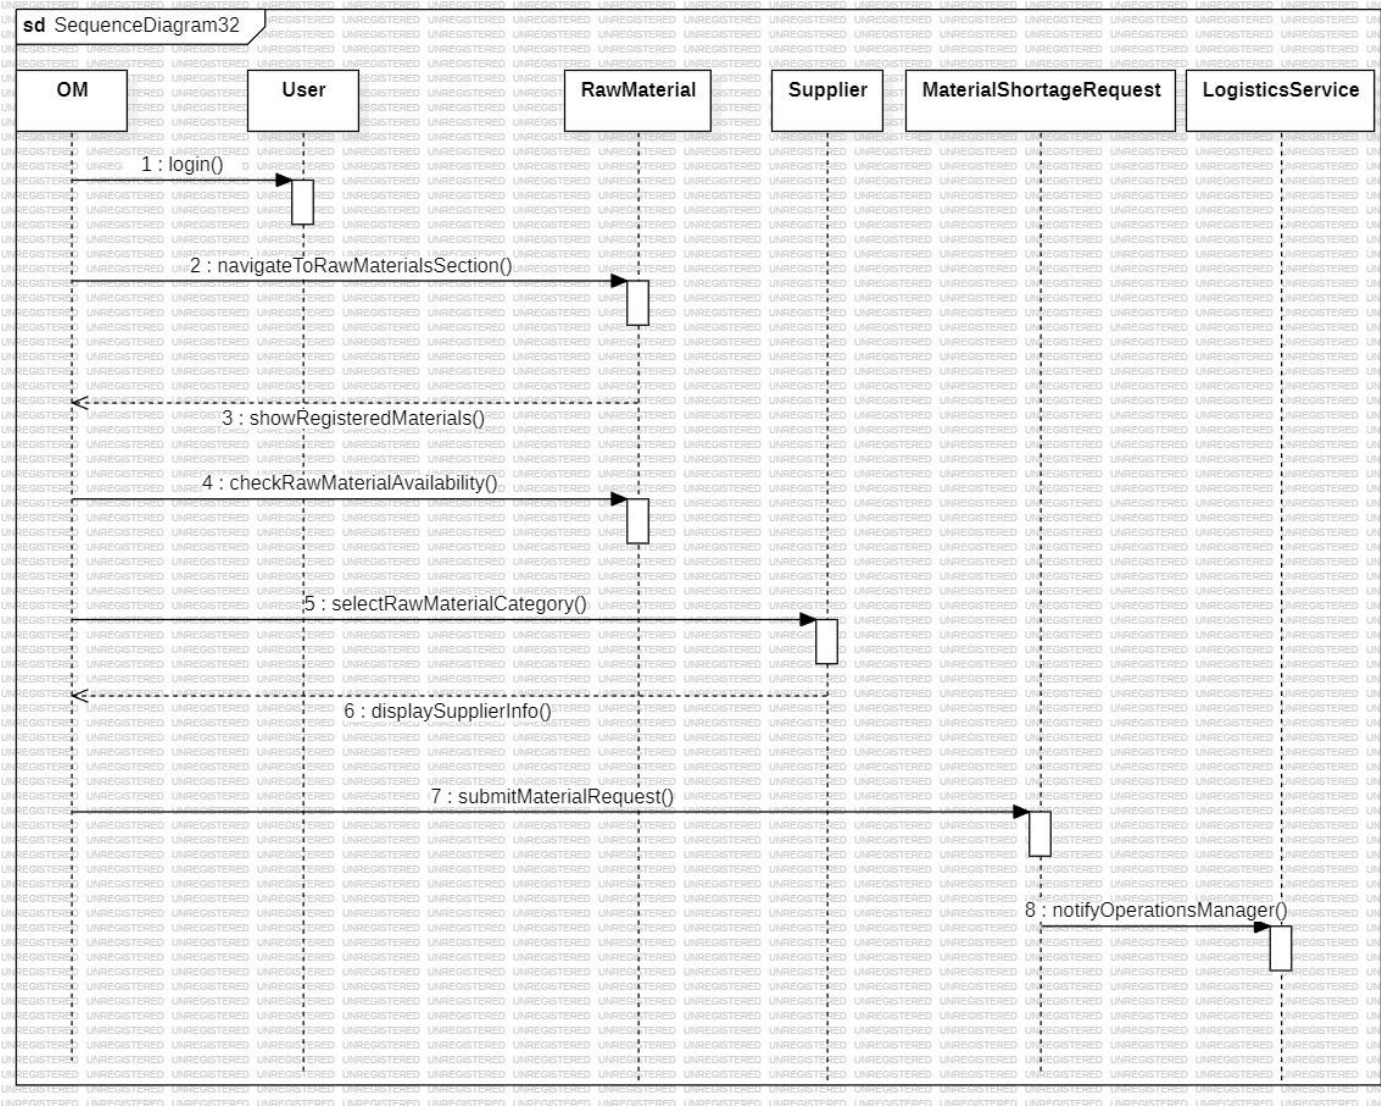 sd SequenceDiagram32
OM User RawMaterial Supplier MaterialShortageRequest LogisticsService
1 : login()
2 : navigateToRawMaterialsSection()
3 : showRegisteredMaterials()
4 : checkRawMaterialAvailability()
5 : selectRawMaterialCategory()
6 : displaySupplierInfo()
7 : submitMaterialRequest()
8 : notifyOperationsManager()
UNREGISTERED